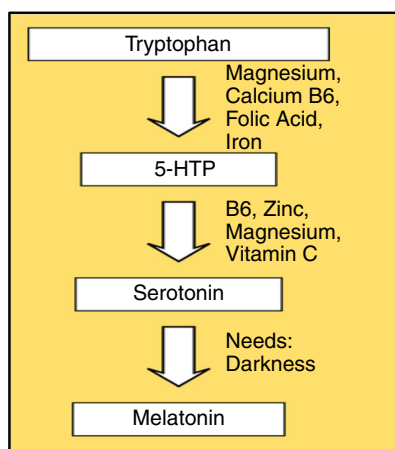 Tryptophan
Magnesium,
Calcium B6,
Folic Acid,
Iron
5-HTP
B6, Zinc,
Magnesium,
Vitamin C
Serotonin
Needs:
Darkness
Melatonin